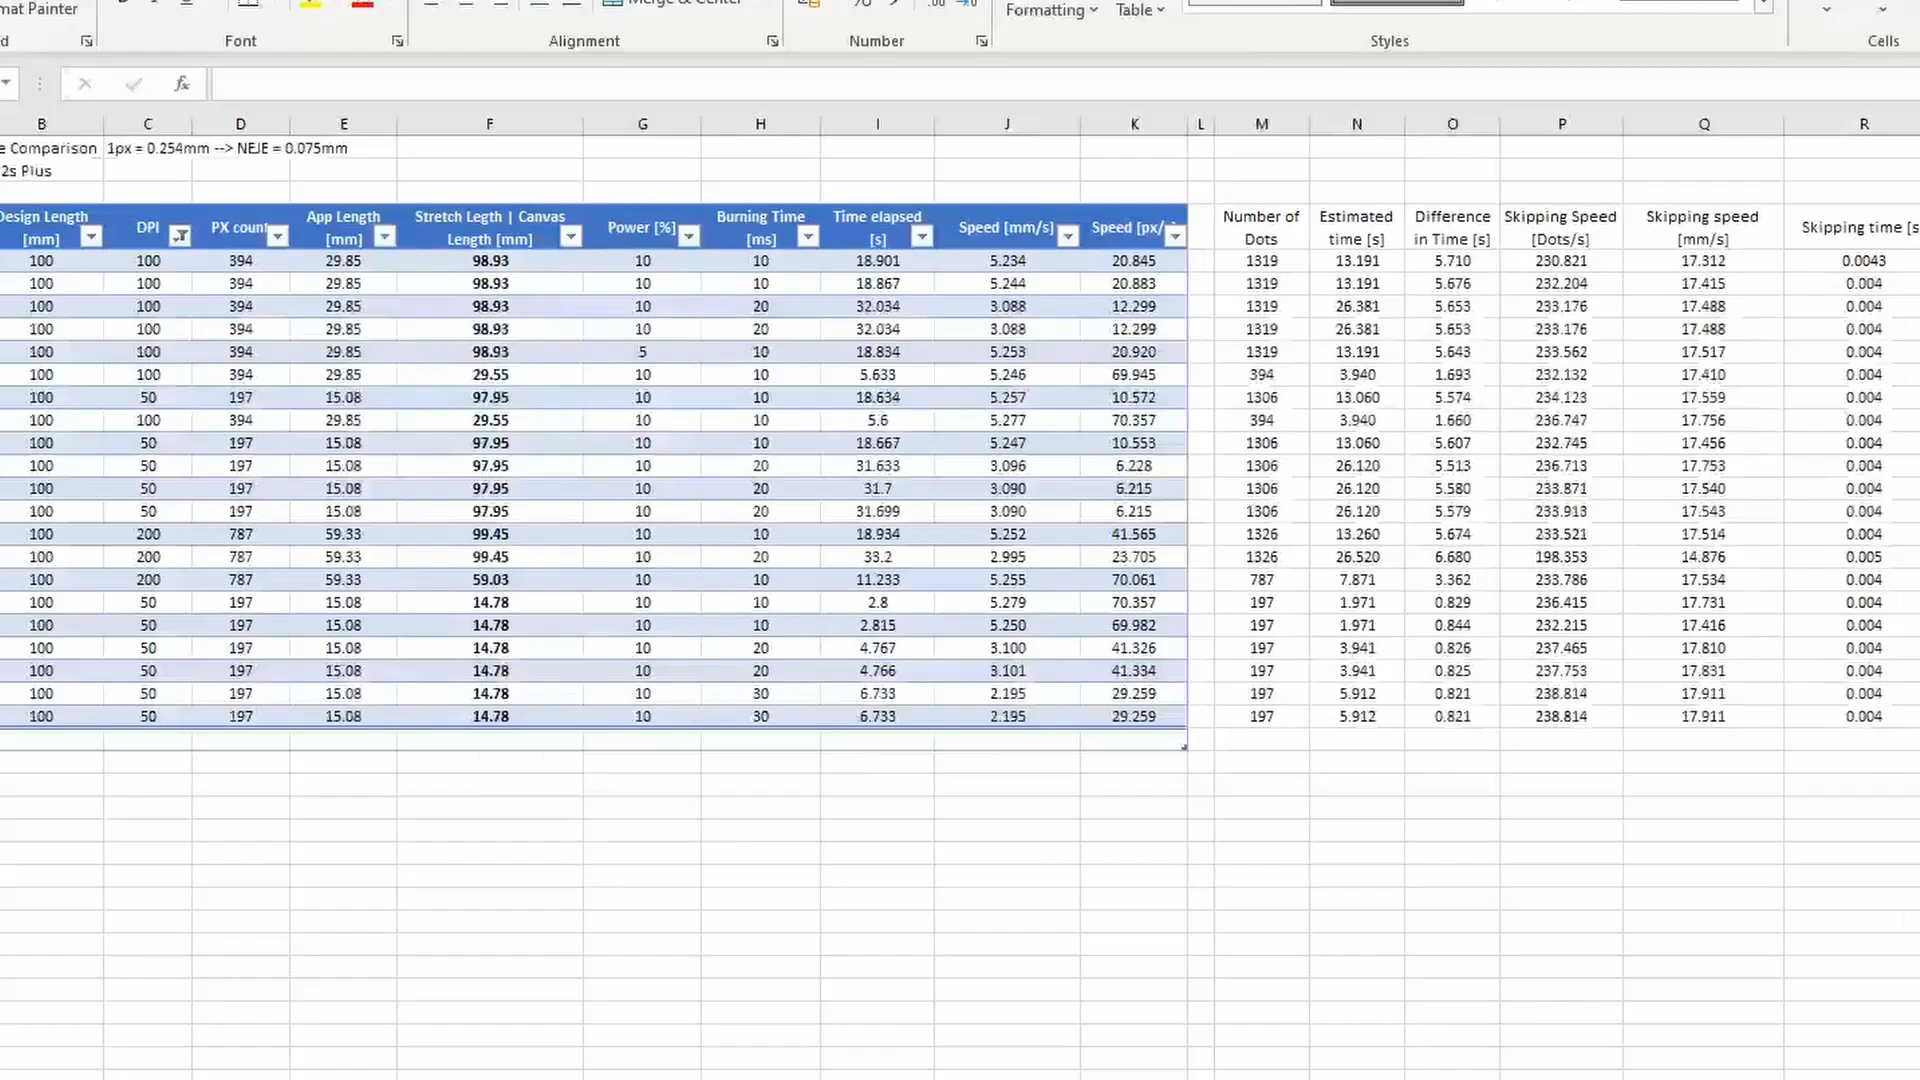 mat Painter
Merge & Center
Formatting
Table
d
Font
Alignment
Number
Styles
Cells
fx
B C D E F G H I J K L M N O P Q R
e Comparison 1px = 0.254mm --> NEJE = 0.075mm
2s Plus
Design Length [mm] DPI PX count App Length [mm] Stretch Legth | Canvas Length [mm] Power [%] Burning Time [ms] Time elapsed [s] Speed [mm/s] Speed [px/ Number of Dots Estimated time [s] Difference in Time [s] Skipping Speed [Dots/s] Skipping speed [mm/s] Skipping time [s
100 100 394 29.85 98.93 10 10 18.901 5.234 20.845 1319 13.191 5.710 230.821 17.312 0.0043
100 100 394 29.85 98.93 10 10 18.867 5.244 20.883 1319 13.191 5.676 232.204 17.415 0.004
100 100 394 29.85 98.93 10 20 32.034 3.088 12.299 1319 26.381 5.653 233.176 17.488 0.004
100 100 394 29.85 98.93 10 20 32.034 3.088 12.299 1319 26.381 5.653 233.176 17.488 0.004
100 100 394 29.85 98.93 5 10 18.834 5.253 20.920 1319 13.191 5.643 233.562 17.517 0.004
100 100 394 29.85 29.55 10 10 5.633 5.246 69.945 394 3.940 1.693 232.132 17.410 0.004
100 50 197 15.08 97.95 10 10 18.634 5.257 10.572 1306 13.060 5.574 234.123 17.559 0.004
100 100 394 29.85 29.55 10 10 5.6 5.277 70.357 394 3.940 1.660 236.747 17.756 0.004
100 50 197 15.08 97.95 10 10 18.667 5.247 10.553 1306 13.060 5.607 232.745 17.456 0.004
100 50 197 15.08 97.95 10 20 31.633 3.096 6.228 1306 26.120 5.513 236.713 17.753 0.004
100 50 197 15.08 97.95 10 20 31.7 3.090 6.215 1306 26.120 5.580 233.871 17.540 0.004
100 50 197 15.08 97.95 10 20 31.699 3.090 6.215 1306 26.120 5.579 233.913 17.543 0.004
100 200 787 59.33 99.45 10 10 18.934 5.252 41.565 1326 13.260 5.674 233.521 17.514 0.004
100 200 787 59.33 99.45 10 20 33.2 2.995 23.705 1326 26.520 6.680 198.353 14.876 0.005
100 200 787 59.33 59.03 10 10 11.233 5.255 70.061 787 7.871 3.362 233.786 17.534 0.004
100 50 197 15.08 14.78 10 10 2.8 5.279 70.357 197 1.971 0.829 236.415 17.731 0.004
100 50 197 15.08 14.78 10 10 2.815 5.250 69.982 197 1.971 0.844 232.215 17.416 0.004
100 50 197 15.08 14.78 10 20 4.767 3.100 41.326 197 3.941 0.826 237.465 17.810 0.004
100 50 197 15.08 14.78 10 20 4.766 3.101 41.334 197 3.941 0.825 237.753 17.831 0.004
100 50 197 15.08 14.78 10 30 6.733 2.195 29.259 197 5.912 0.821 238.814 17.911 0.004
100 50 197 15.08 14.78 10 30 6.733 2.195 29.259 197 5.912 0.821 238.814 17.911 0.004